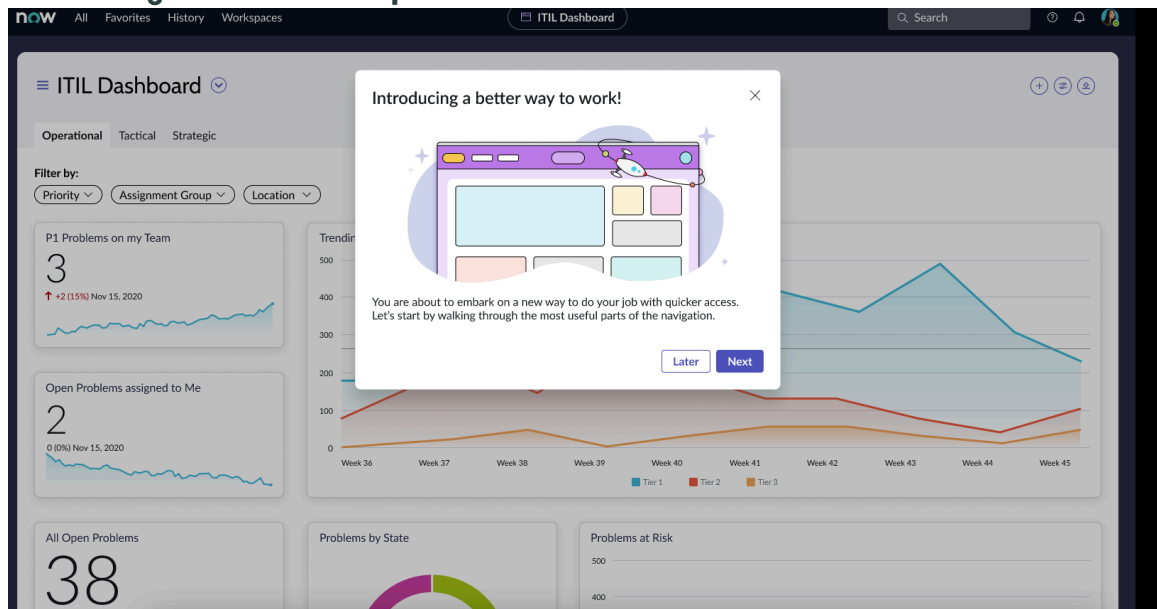 now All Favorites History Workspaces ITIL Dashboard Search
ITIL Dashboard
Operational Tactical Strategic
Filter by:
Priority Assignment Group Location
Introducing a better way to work!
You are about to embark on a new way to do your job with quicker access.
Let's start by walking through the most useful parts of the navigation.
Later Next
P1 Problems on my Team
3
+2 (15%) Nov 15, 2020
Open Problems assigned to Me
2
0 (0%) Nov 15, 2020
500
400
300
200
100
0
Week 36 Week 37 Week 38 Week 39 Week 40 Week 41 Week 42 Week 43 Week 44 Week 45
Tier 1 Tier 2 Tier 3
All Open Problems
38
Problems by State
Problems at Risk
500
400